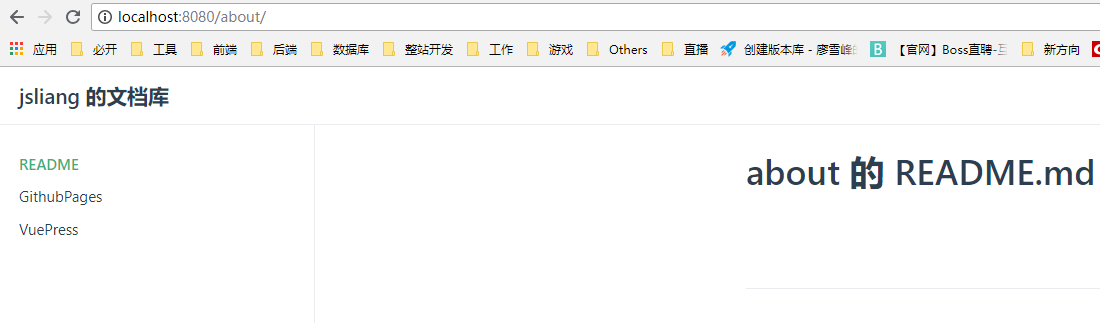 localhost:8080/about/
应用 必开 工具 前端 后端 数据库 整站开发 工作 游戏 Others 直播 创建版本库 - 廖雪峰 B 【官网】Boss直聘- 新方向
jsliang 的文档库
README
GithubPages
VuePress
about 的 README.md